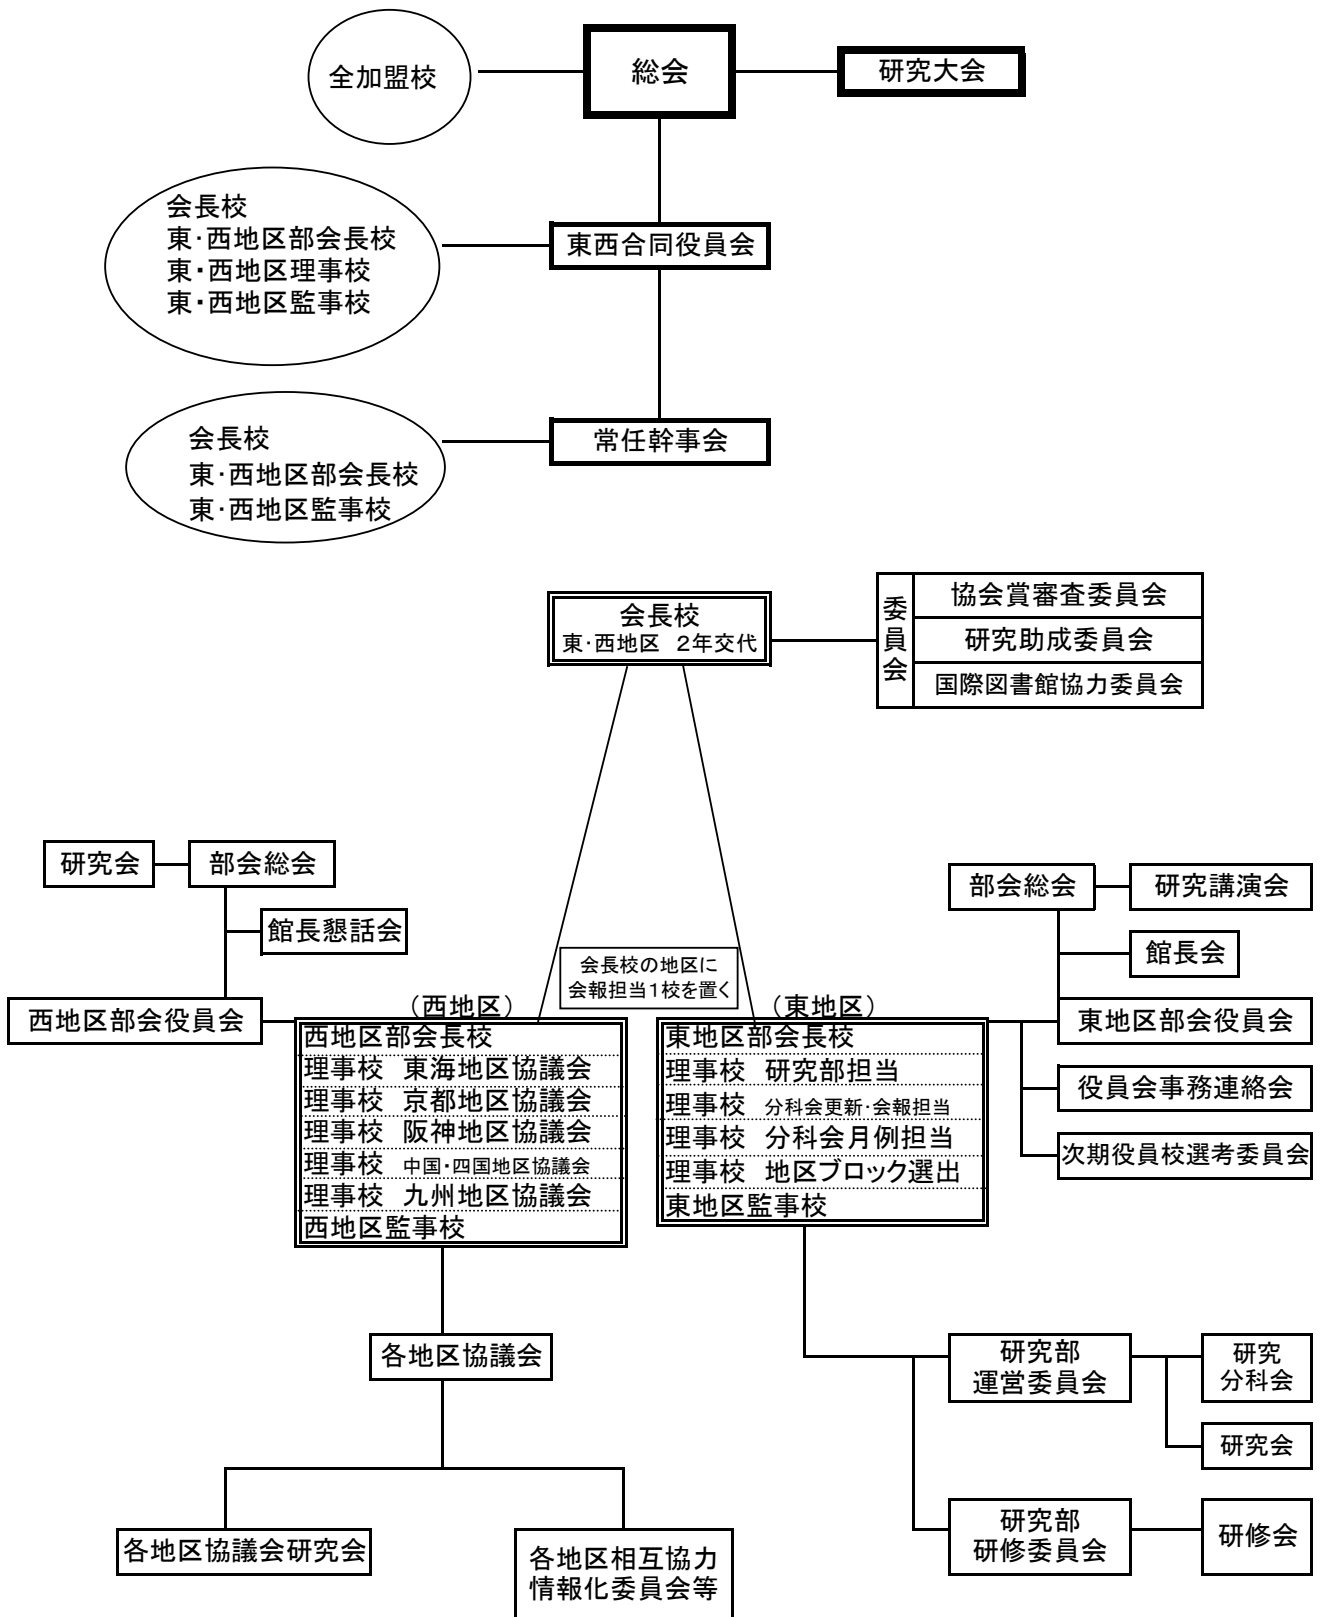 全加盟校
総会
研究大会
会長校
東・西地区部会長校
東・西地区理事校
東・西地区監事校
東西合同役員会
会長校
東・西地区部会長校
東・西地区監事校
常任幹事会
会長校
東・西地区 2年交代
委員会
協会賞審査委員会
研究助成委員会
国際図書館協力委員会
研究会
部会総会
館長懇話会
西地区部会役員会
部会総会
研究講演会
館長会
東地区部会役員会
役員会事務連絡会
次期役員校選考委員会
会長校の地区に
会報担当1校を置く
(西地区)
西地区部会長校
理事校 東海地区協議会
理事校 京都地区協議会
理事校 阪神地区協議会
理事校 中国・四国地区協議会
理事校 九州地区協議会
西地区監事校
(東地区)
東地区部会長校
理事校 研究部担当
理事校 分科会更新・会報担当
理事校 分科会月例担当
理事校 地区ブロック選出
東地区監事校
各地区協議会
各地区協議会研究会
各地区相互協力
情報化委員会等
研究部
運営委員会
研究
分科会
研究会
研究部
研修委員会
研修会